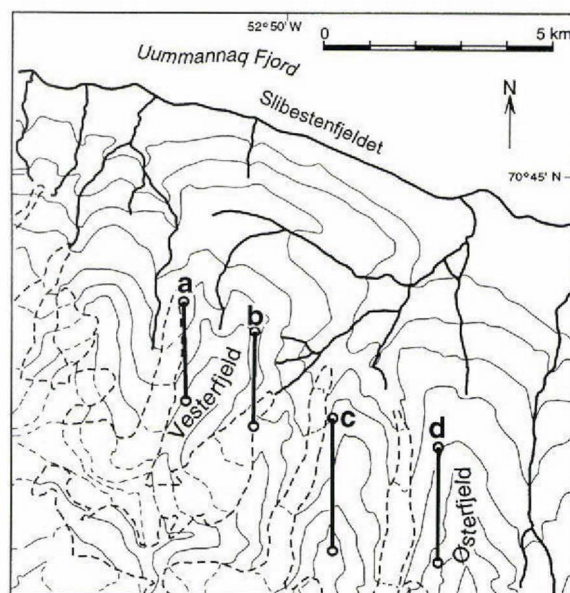 52°50 W
0 5 km
Uummannaq Fjord
Slibestenfjeldet
N
70°45' N
a
b
Vesterfjeld
c
d
Østerfjeld